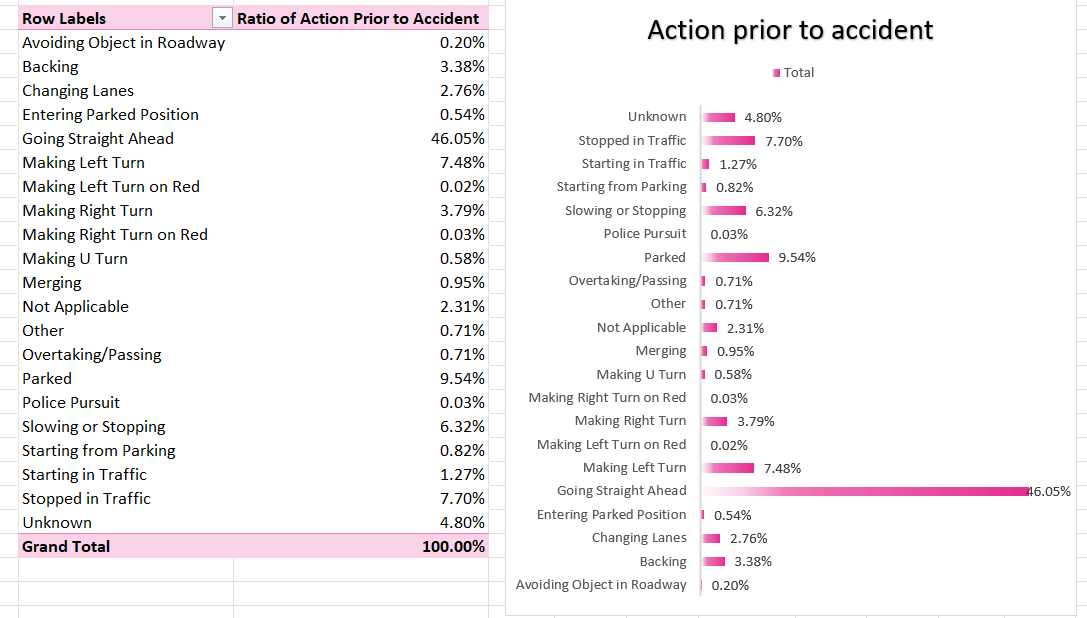 Row Labels Ratio of Action Prior to Accident
Avoiding Object in Roadway 0.20%
Backing 3.38%
Changing Lanes 2.76%
Entering Parked Position 0.54%
Going Straight Ahead 46.05%
Making Left Turn 7.48%
Making Left Turn on Red 0.02%
Making Right Turn 3.79%
Making Right Turn on Red 0.03%
Making U Turn 0.58%
Merging 0.95%
Not Applicable 2.31%
Other 0.71%
Overtaking/Passing 0.71%
Parked 9.54%
Police Pursuit 0.03%
Slowing or Stopping 6.32%
Starting from Parking 0.82%
Starting in Traffic 1.27%
Stopped in Traffic 7.70%
Unknown 4.80%
Grand Total 100.00%
Action prior to accident
Total
Unknown 4.80%
Stopped in Traffic 7.70%
Starting in Traffic 1.27%
Starting from Parking 0.82%
Slowing or Stopping 6.32%
Police Pursuit 0.03%
Parked 9.54%
Overtaking/Passing 0.71%
Other 0.71%
Not Applicable 2.31%
Merging 0.95%
Making U Turn 0.58%
Making Right Turn on Red 0.03%
Making Right Turn 3.79%
Making Left Turn on Red 0.02%
Making Left Turn 7.48%
Going Straight Ahead 46.05%
Entering Parked Position 0.54%
Changing Lanes 2.76%
Backing 3.38%
Avoiding Object in Roadway 0.20%